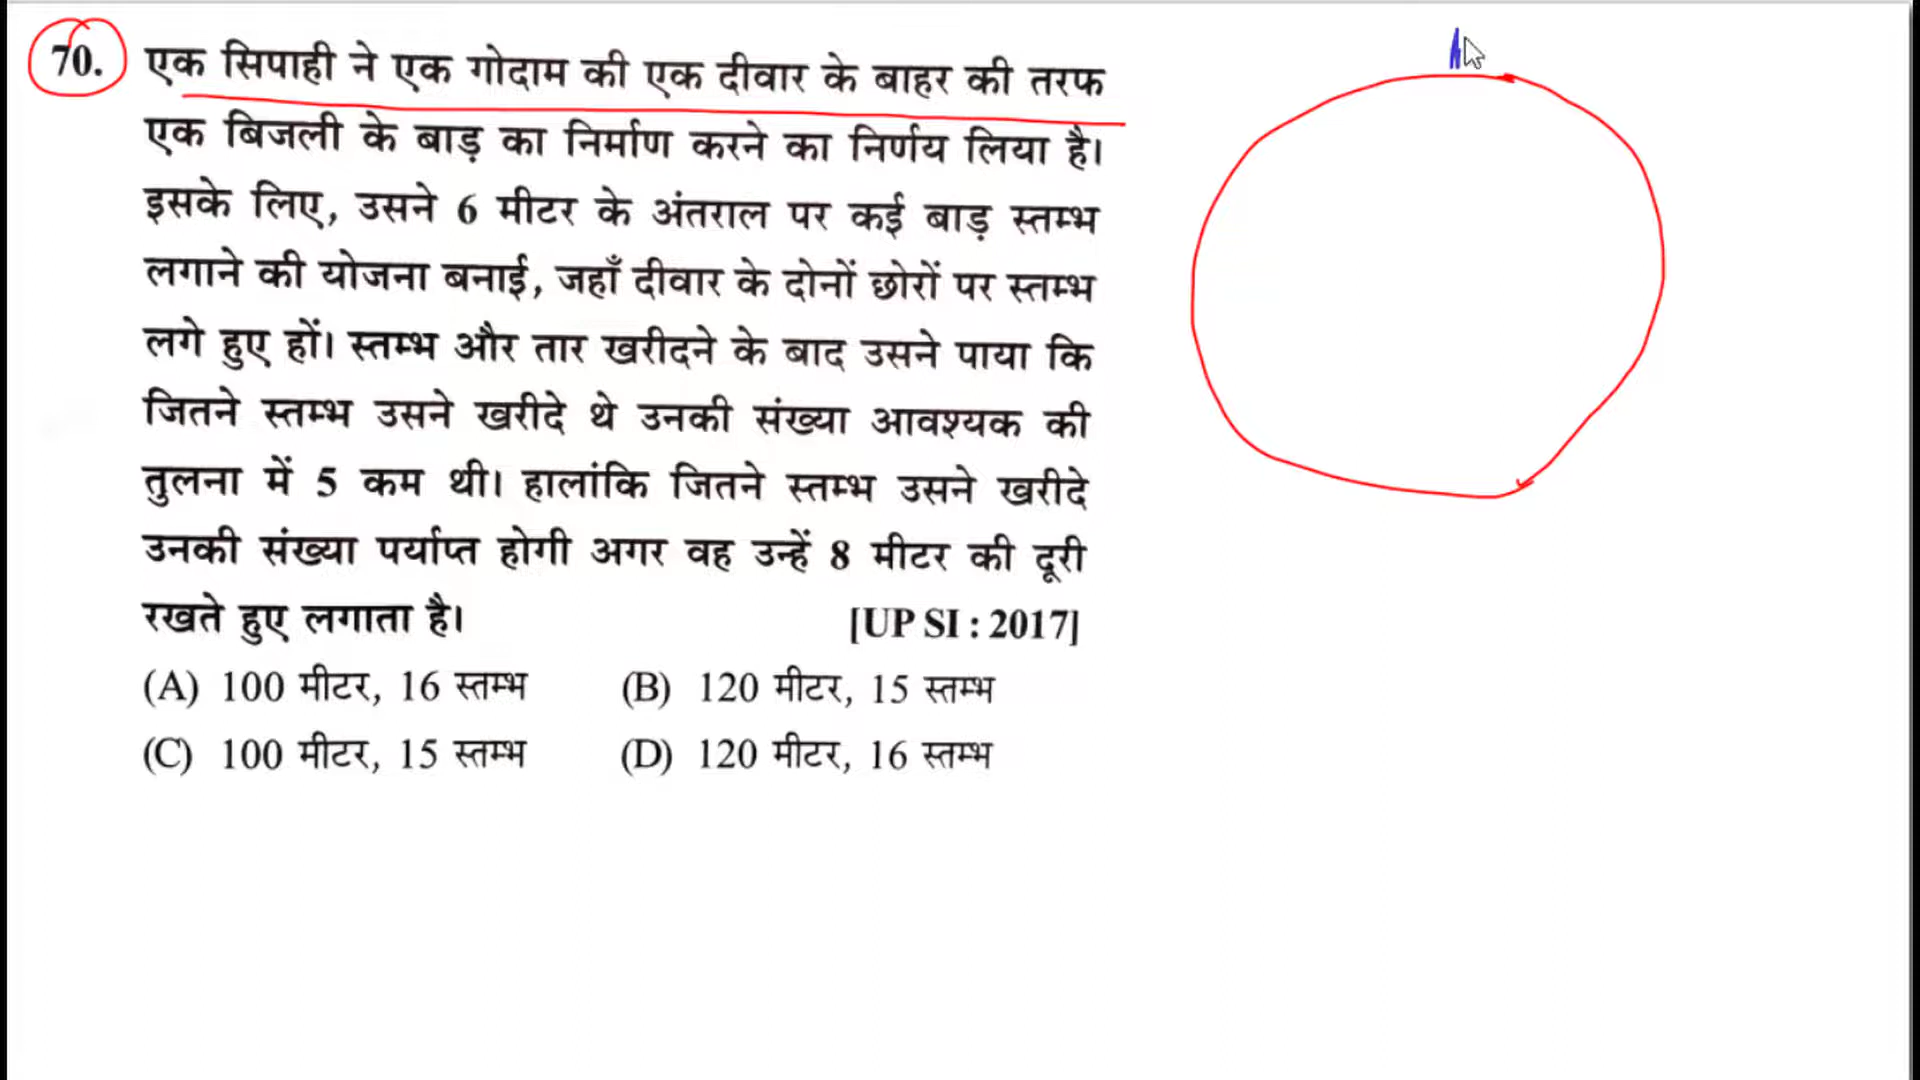 70. एक सिपाही ने एक गोदाम की एक दीवार के बाहर की तरफ
एक बिजली के बाड़ का निर्माण करने का निर्णय लिया है।
इसके लिए, उसने 6 मीटर के अंतराल पर कई बाड़ स्तम्भ
लगाने की योजना बनाई, जहाँ दीवार के दोनों छोरों पर स्तम्भ
लगे हुए हों। स्तम्भ और तार खरीदने के बाद उसने पाया कि
जितने स्तम्भ उसने खरीदे थे उनकी संख्या आवश्यक की
तुलना में 5 कम थी। हालांकि जितने स्तम्भ उसने खरीदे
उनकी संख्या पर्याप्त होगी अगर वह उन्हें 8 मीटर की दूरी
रखते हुए लगाता है। [UP SI : 2017]
(A) 100 मीटर, 16 स्तम्भ (B) 120 मीटर, 15 स्तम्भ
(C) 100 मीटर, 15 स्तम्भ (D) 120 मीटर, 16 स्तम्भ